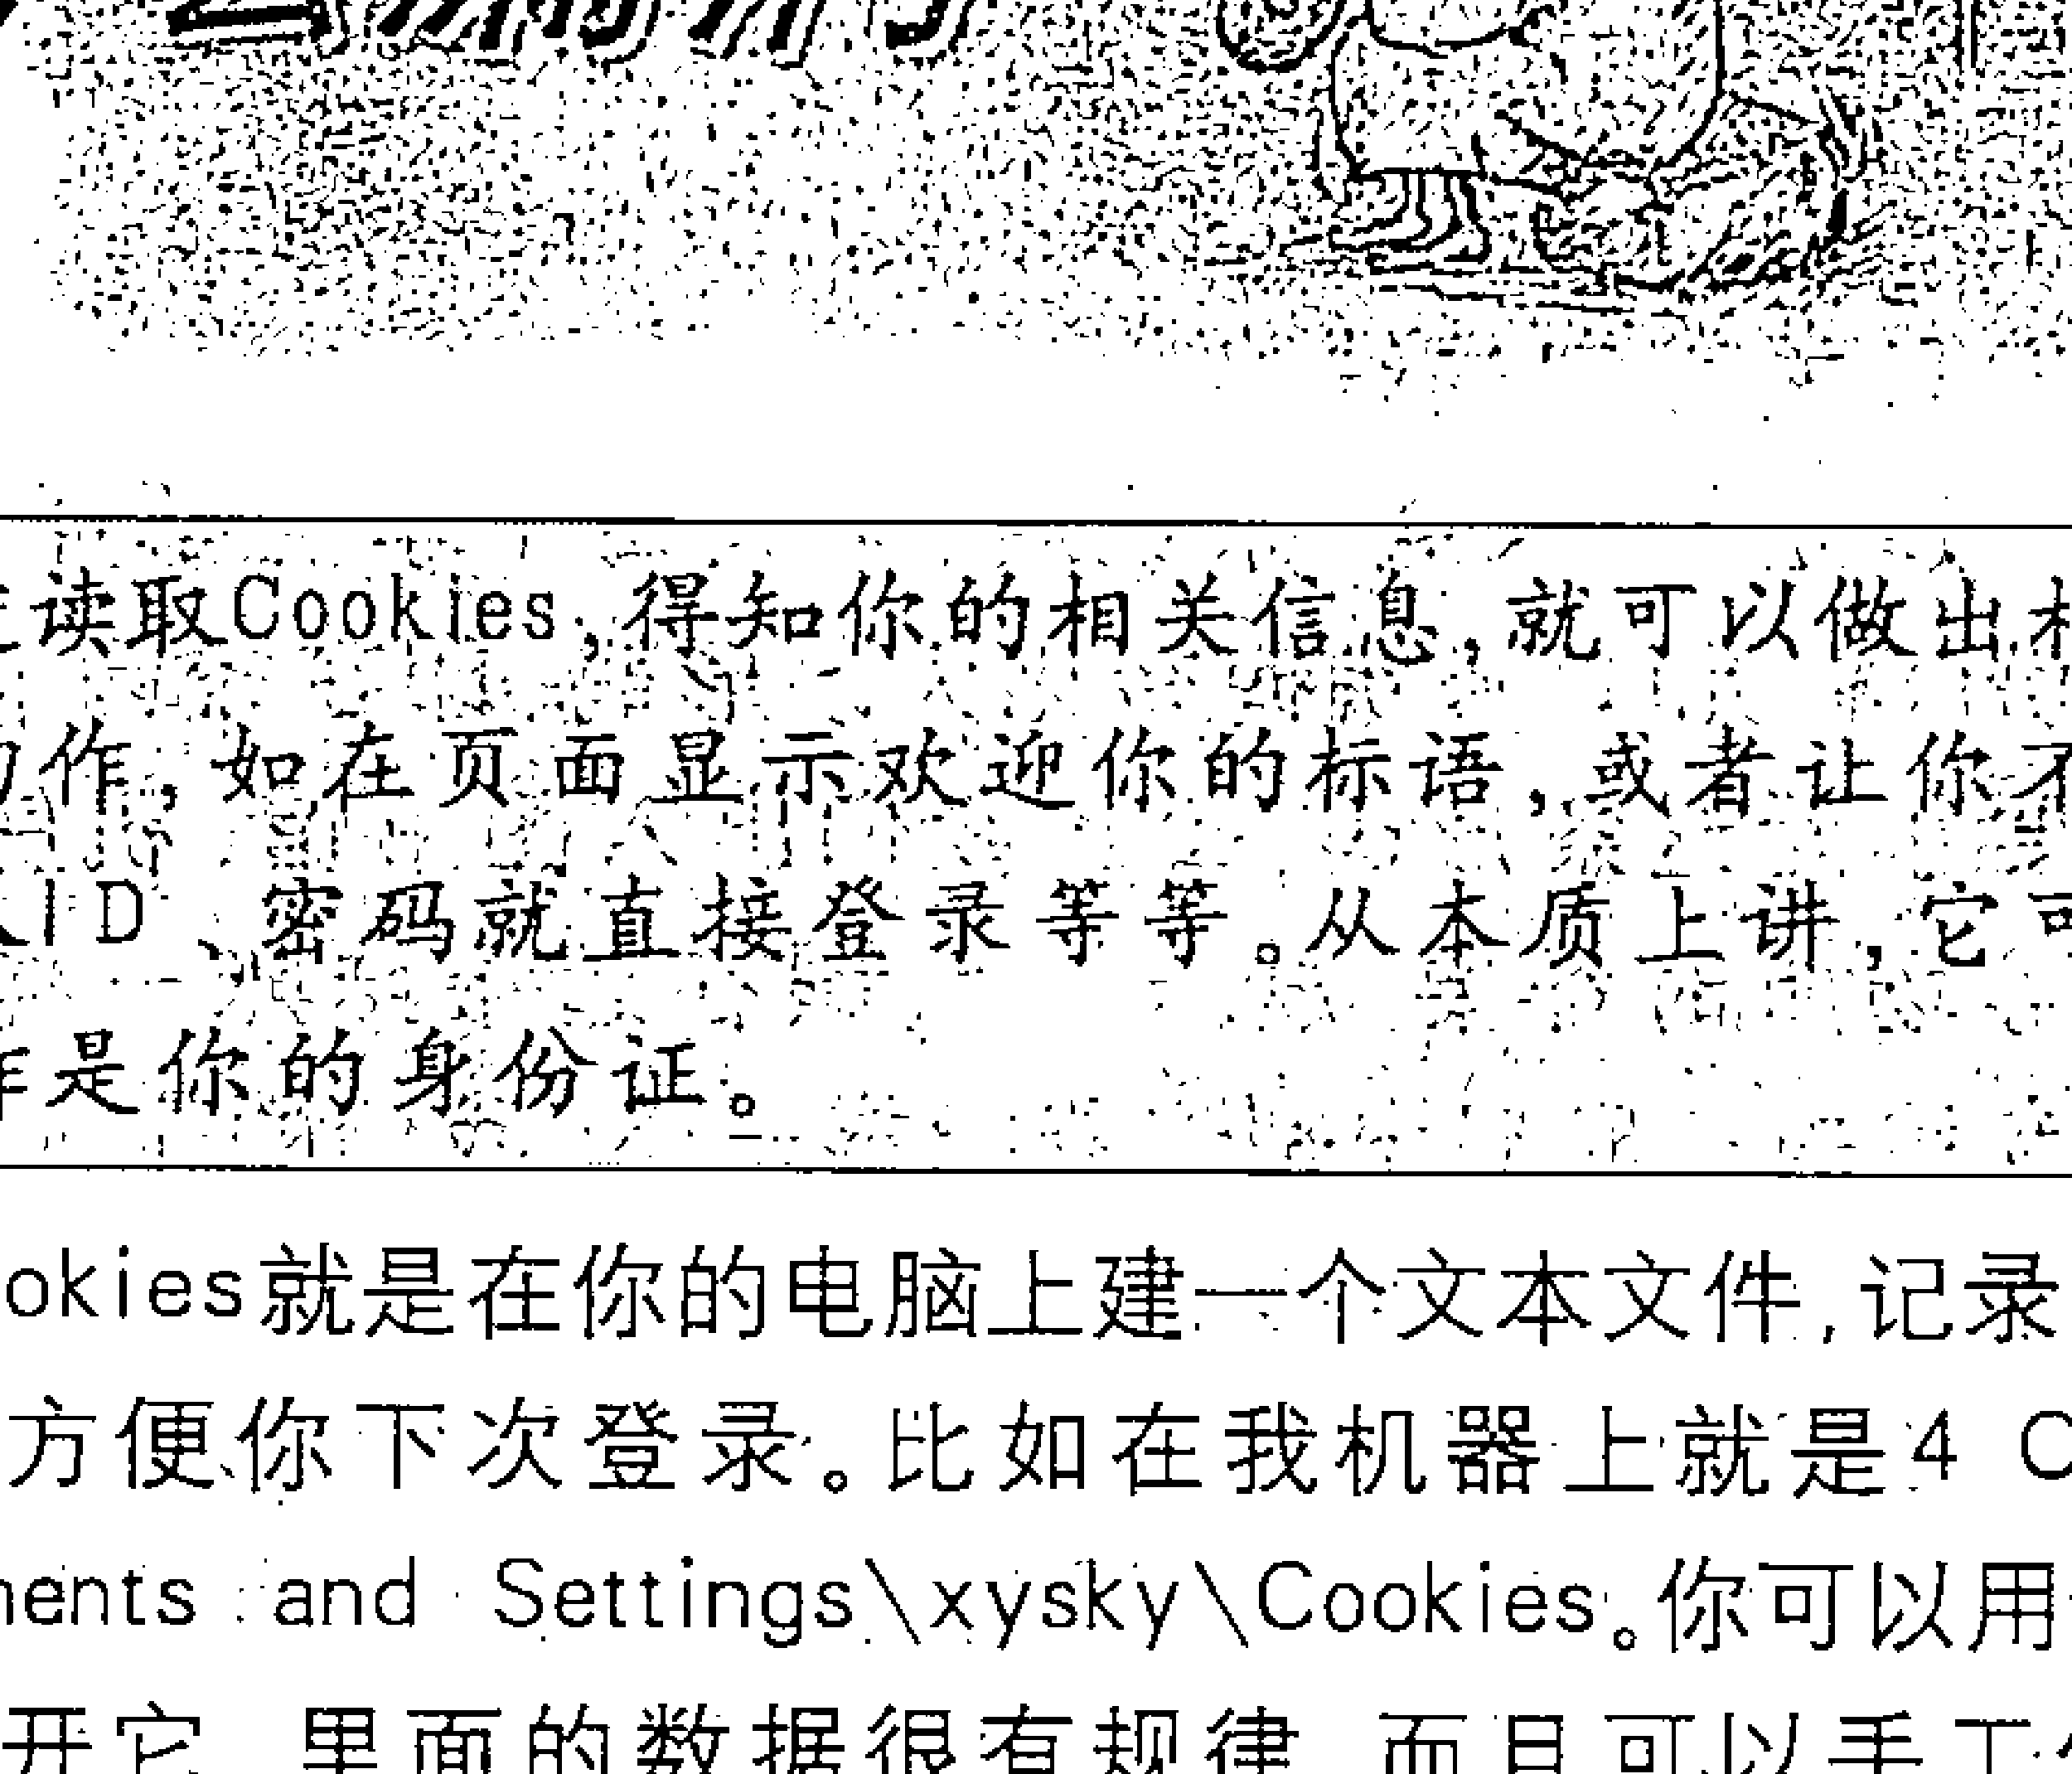 读取Cookies,得知你的相关信息,就可以做出
作,如在页面显示欢迎你的标语,或者让你不
ID、密码就直接登录等等。从本质上讲,它可
是你的身份证。
ookies就是在你的电脑上建一个文本文件,记录
方便你下次登录。比如在我机器上就是4 C
ments and Settings\xysky\Cookies。你可以用
开它 里面的数据很有规律 而且可以手工